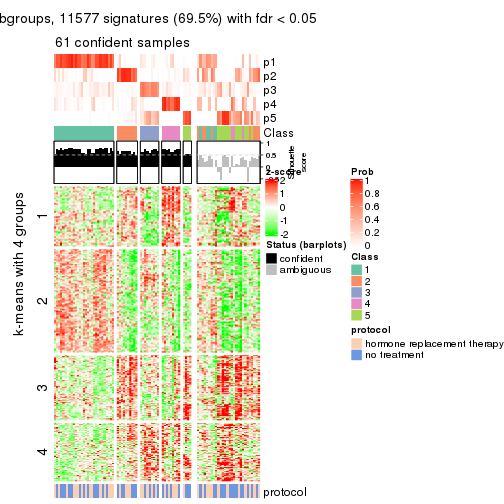 bgroups, 11577 signatures (69.5%) with fdr < 0.05
61 confident samples
p1
p2
p3
p4
p5
Class
1
0.5
0
silhouette
score
z-score
2
1
0
-1
-2
Prob
1
0.8
0.6
0.4
0.2
0
Status (barplots)
confident
ambiguous
Class
1
2
3
4
5
protocol
hormone replacement therapy
no treatment
k-means with 4 groups
1
2
3
4
protocol